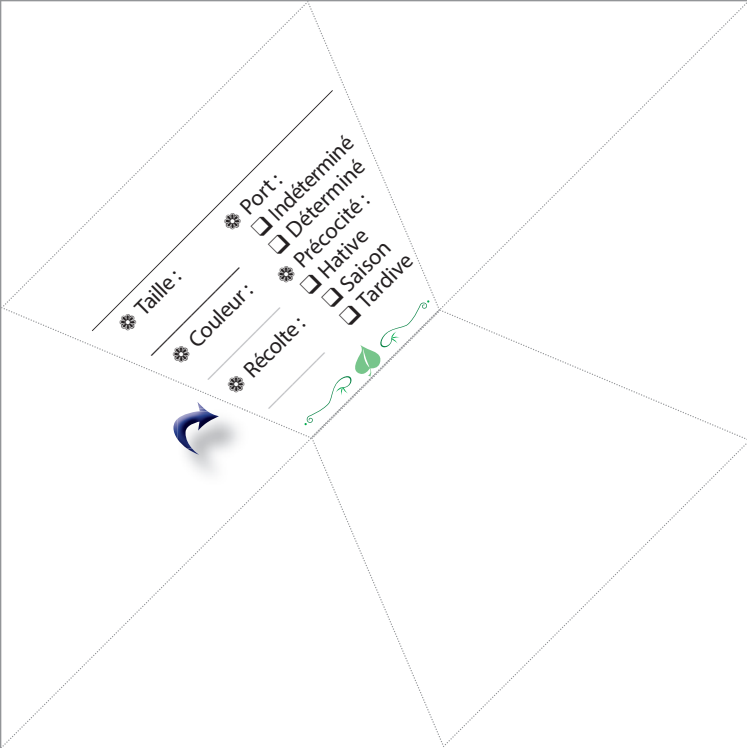 Taille :
Couleur :
Récolte :
Port :
Indéterminé
Déterminé
Précocité :
Hative
Saison
Tardive